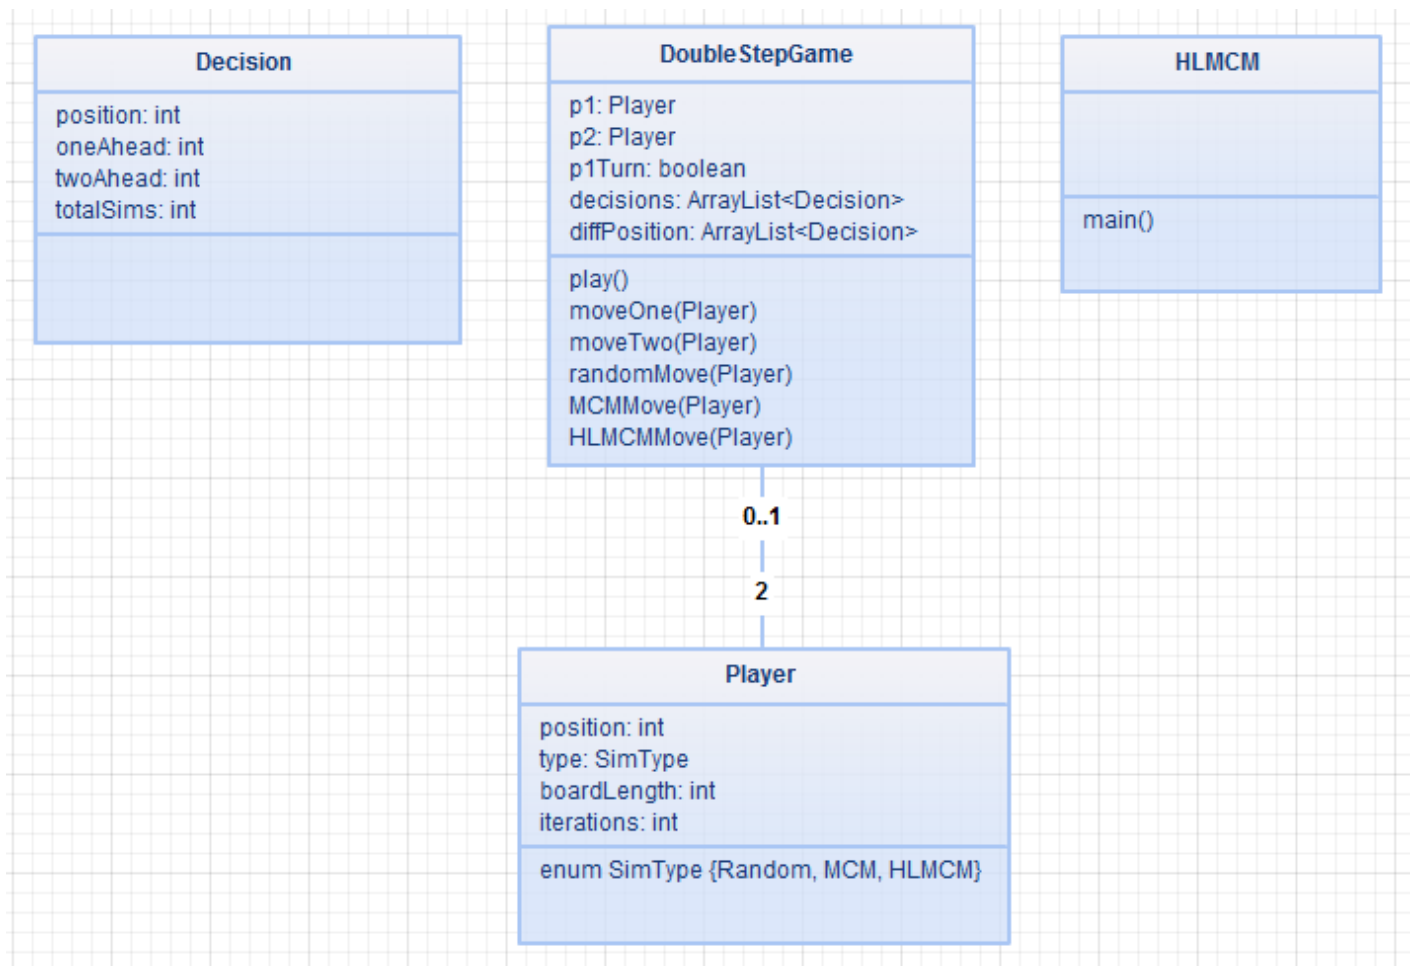 Decision
position: int
oneAhead: int
twoAhead: int
totalSims: int
DoubleStepGame
p1: Player
p2: Player
p1Turn: boolean
decisions: ArrayList<Decision>
diffPosition: ArrayList<Decision>
play()
moveOne(Player)
moveTwo(Player)
randomMove(Player)
MCMMove(Player)
HLMCMMove(Player)
HLMCM
main()
0..1
2
Player
position: int
type: SimType
boardLength: int
iterations: int
enum SimType {Random, MCM, HLMCM}